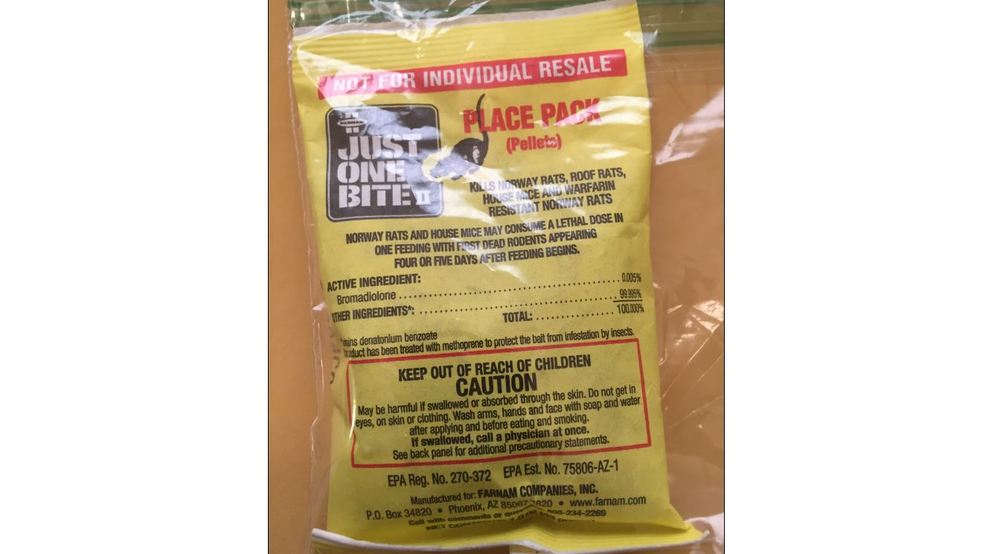 NOT FOR INDIVIDUAL RESALE
FARNAM
JUST
ONE
BITE II
PLACE PACK
(Pellets)
KILLS NORWAY RATS, ROOF RATS,
HOUSE MICE AND WARFARIN
RESISTANT NORWAY RATS
NORWAY RATS AND HOUSE MICE MAY CONSUME A LETHAL DOSE IN
ONE FEEDING WITH FIRST DEAD RODENTS APPEARING
FOUR OR FIVE DAYS AFTER FEEDING BEGINS.
ACTIVE INGREDIENT:
Bromadiolone 0.005%
OTHER INGREDIENTS*: 99.995%
TOTAL: 100.000%
denatonium benzoate
has been treated with methoprene to protect the bait from infestation by insects.
KEEP OUT OF REACH OF CHILDREN
CAUTION
May be harmful if swallowed or absorbed through the skin. Do not get in
eyes, on skin or clothing. Wash arms, hands and face with soap and water
after applying and before eating and smoking.
If swallowed, call a physician at once.
See back panel for additional precautionary statements.
EPA Reg. No. 270-372 EPA Est. No. 75806-AZ-1
Manufactured for: FARNAM COMPANIES, INC.
P.O. Box 34820 • Phoenix, AZ • www.farnam.com
Call with comments or